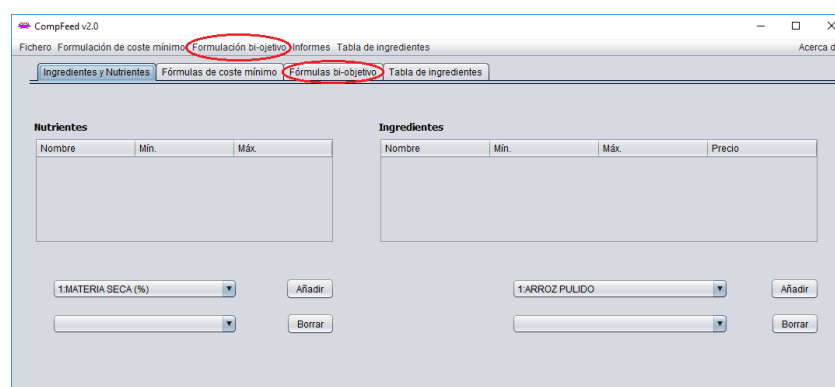 CompFeed v2.0
Fichero Formulación de coste mínimo Formulación bi-ojetivo Informes Tabla de ingredientes Acerca d
Ingredientes y Nutrientes Fórmulas de coste mínimo Fórmulas bi-objetivo Tabla de ingredientes
Nutrientes Ingredientes
Nombre Mín. Máx. Nombre Mín. Máx. Precio
1:MATERIA SECA (%) Añadir 1:ARROZ PULIDO Añadir
Borrar Borrar